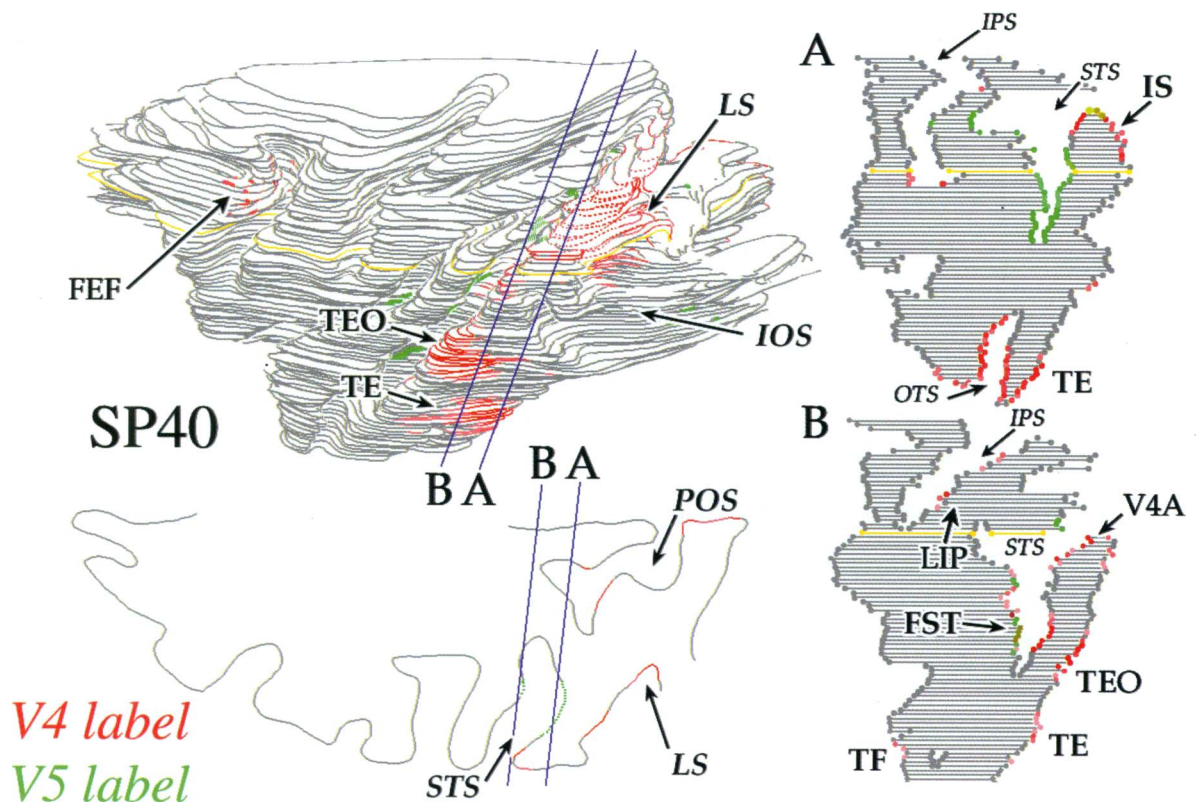 A
IPS
STS
IS
LS
FEF
TEO
TE
IOS
SP40
B A
OTS
TE
B A
POS
STS
LS
V4 label
V5 label
B
IPS
V4A
STS
LIP
FST
TEO
TF
TE